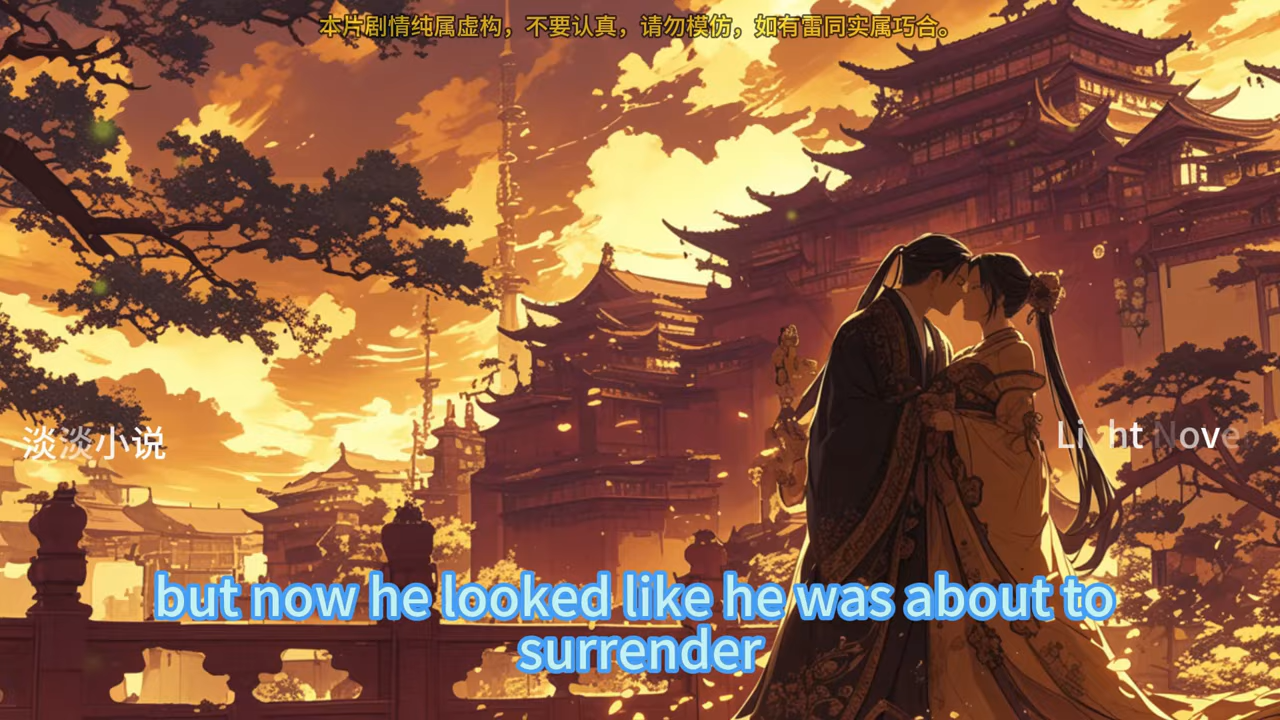 本片剧情纯属虚构，不要认真，请勿模仿，如有雷同实属巧合。
淡淡小说
Light Nove
but now he looked like he was about to
surrender